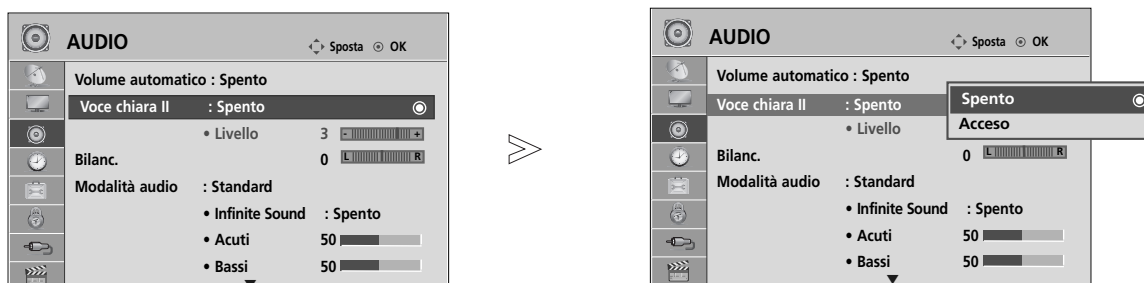 AUDIO
Sposta OK
Volume automatico : Spento
Voce chiara II : Spento
• Livello 3 - +
Bilanc. 0 L R
Modalità audio : Standard
• Infinite Sound : Spento
• Acuti 50
• Bassi 50
AUDIO
Sposta OK
Volume automatico : Spento
Voce chiara II : Spento
• Livello
Bilanc. 0 L R
Modalità audio : Standard
• Infinite Sound : Spento
• Acuti 50
• Bassi 50
Spento
Acceso